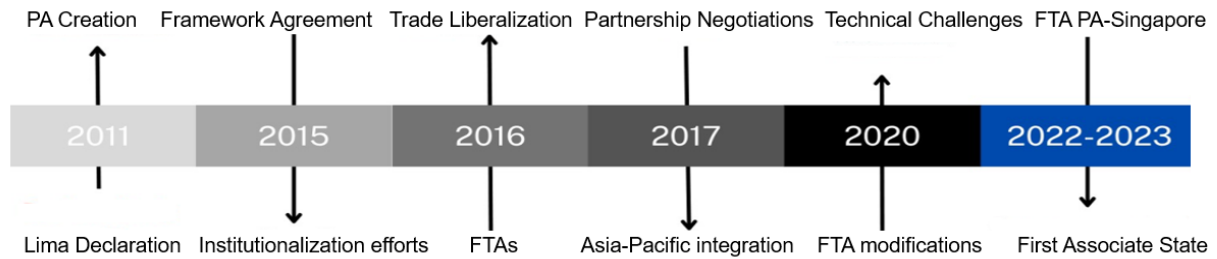 PA Creation Framework Agreement Trade Liberalization Partnership Negotiations Technical Challenges FTA PA-Singapore
2011 2015 2016 2017 2020 2022-2023
Lima Declaration Institutionalization efforts FTAs Asia-Pacific integration FTA modifications First Associate State